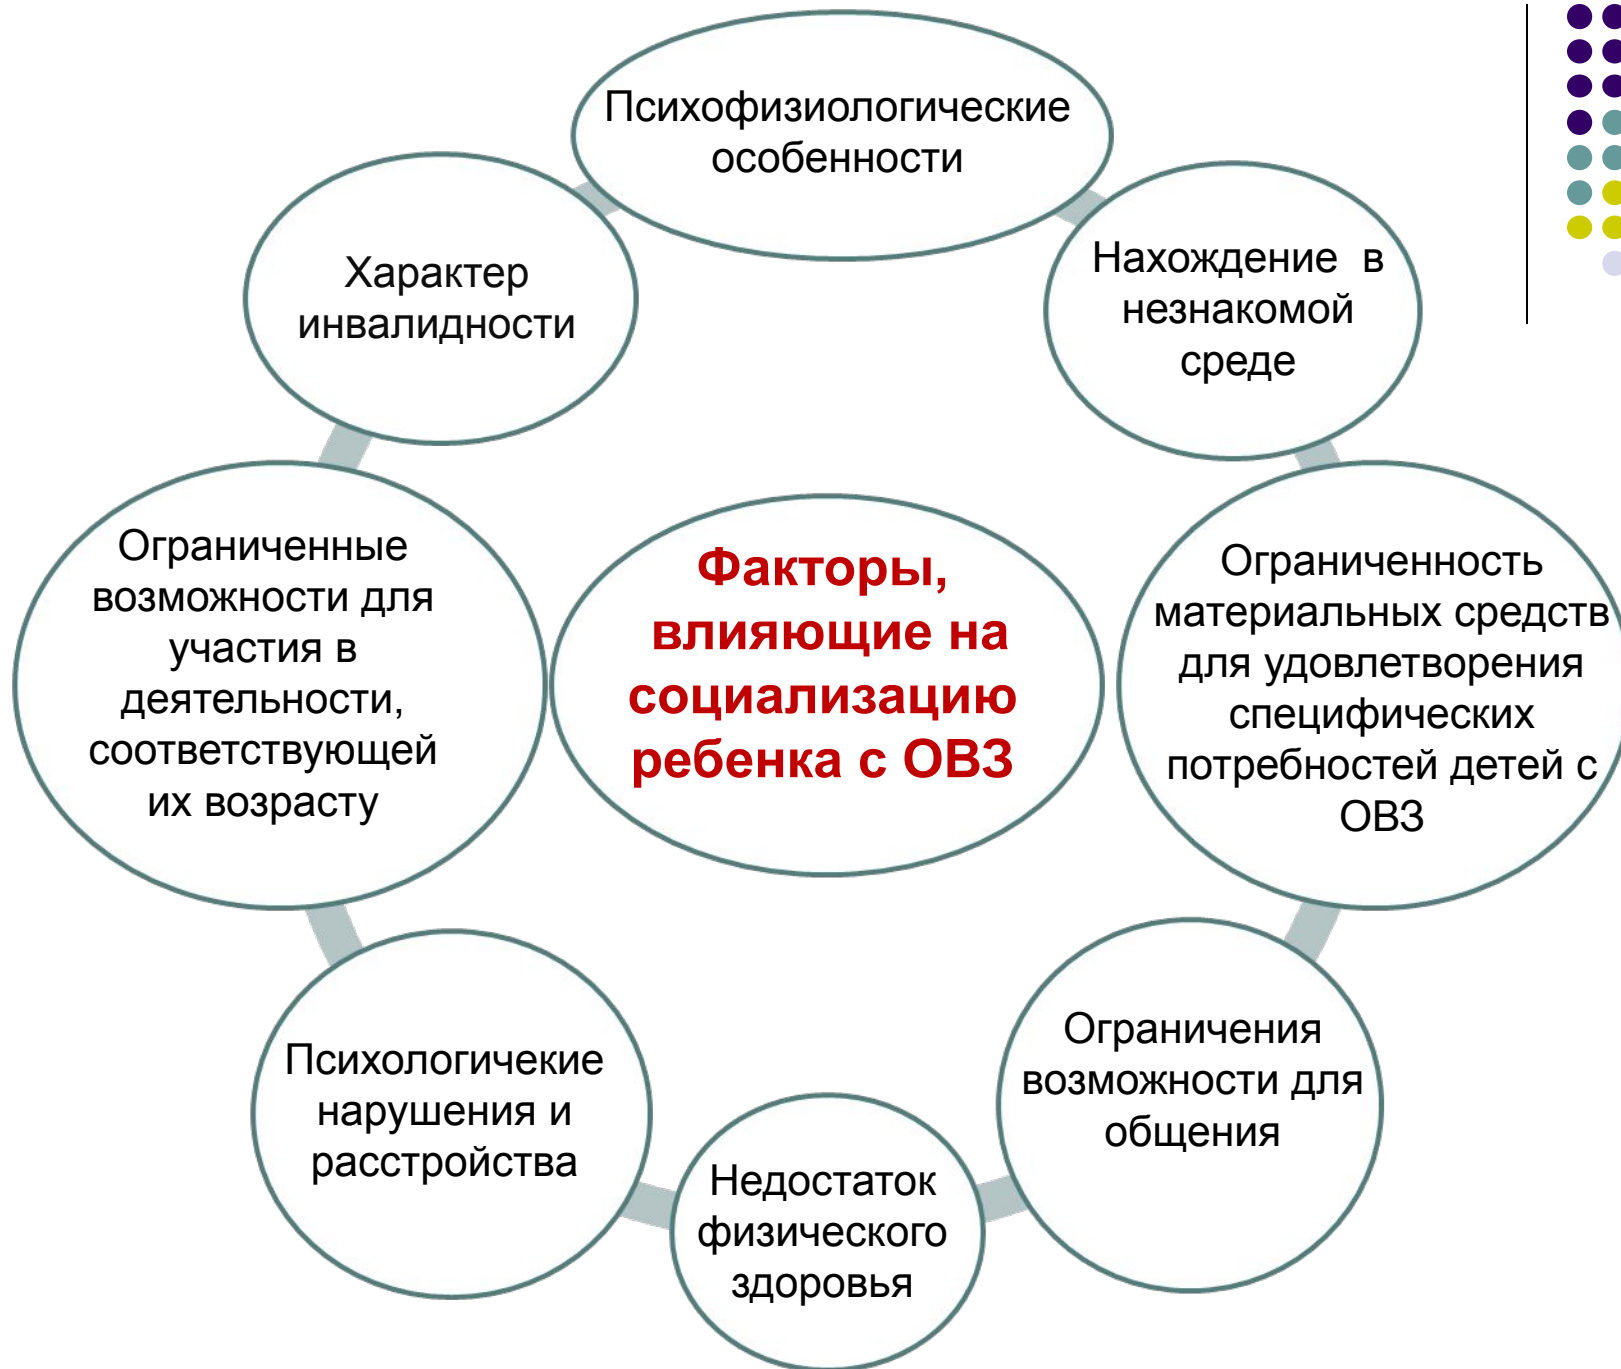 Психофизиологические
особенности
Нахождение в
незнакомой
среде
Характер
инвалидности
Ограниченные
возможности для
участия в
деятельности,
соответствующей
их возрасту
Факторы,
влияющие на
социализацию
ребенка с ОВЗ
Ограниченность
материальных средств
для удовлетворения
специфических
потребностей детей с
ОВЗ
Психологичекие
нарушения и
расстройства
Недостаток
физического
здоровья
Ограничения
возможности для
общения